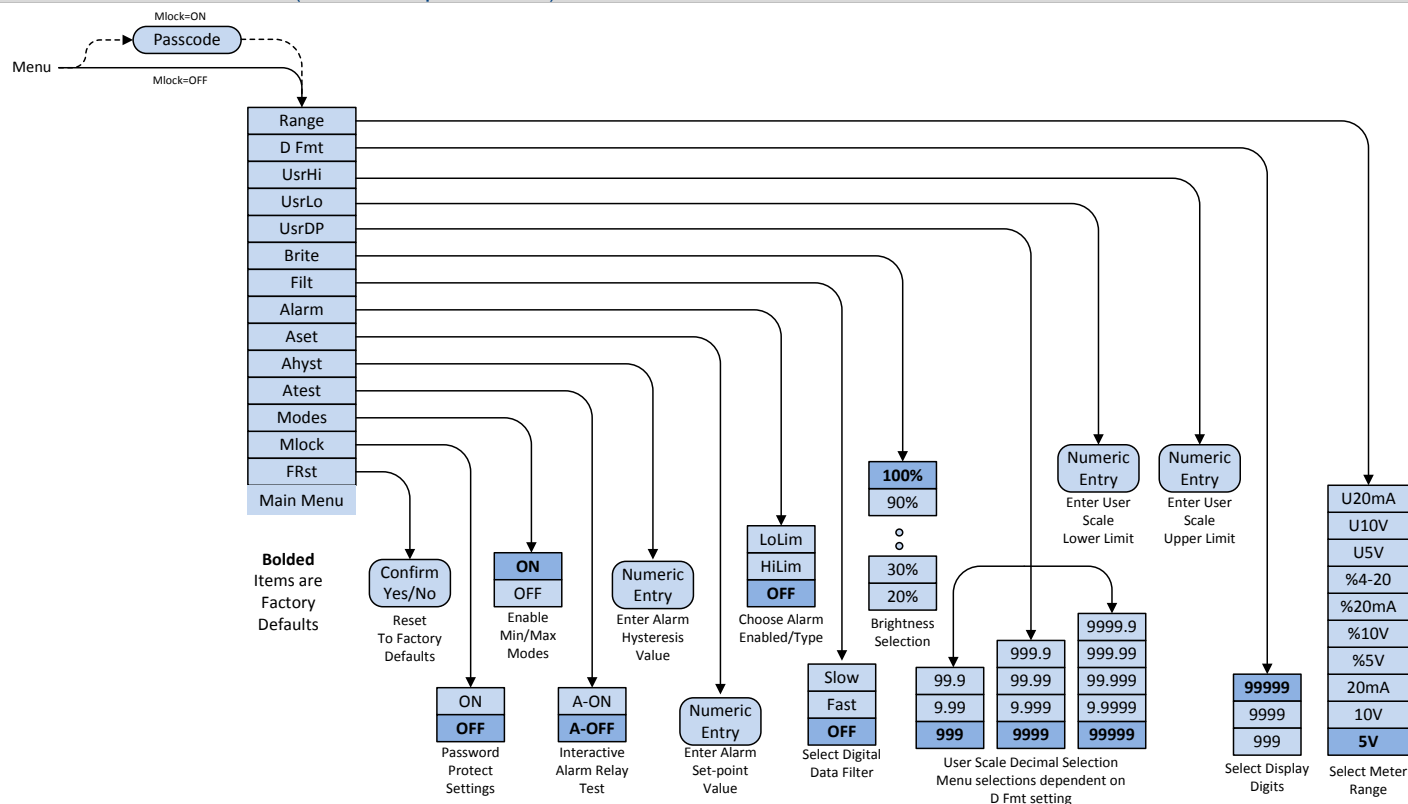 Mlock=ON
Passcode
Menu
Mlock=OFF
Range
D Fmt
UsrHi
UsrLo
UsrDP
Brite
Filt
Alarm
Aset
Ahyst
Atest
Modes
Mlock
FRst
Main Menu
Bolded
Items are
Factory
Defaults
Confirm
Yes/No
Reset
To Factory
Defaults
ON
OFF
Password
Protect
Settings
ON
OFF
Enable
Min/Max
Modes
A-ON
A-OFF
Interactive
Alarm Relay
Test
Numeric
Entry
Enter Alarm
Hysteresis
Value
Numeric
Entry
Enter Alarm
Set-point
Value
LoLim
HiLim
OFF
Choose Alarm
Enabled/Type
Slow
Fast
OFF
Select Digital
Data Filter
100%
90%
30%
20%
Brightness
Selection
99.9
9.99
999
999.9
99.99
9.999
9999
9999.9
999.99
99.999
9.9999
99999
User Scale Decimal Selection
Menu selections dependent on
D Fmt setting
Numeric
Entry
Enter User
Scale
Lower Limit
Numeric
Entry
Enter User
Scale
Upper Limit
99999
9999
999
Select Display
Digits
U20mA
U10V
U5V
%4-20
%20mA
%10V
%5V
20mA
10V
5V
Select Meter
Range